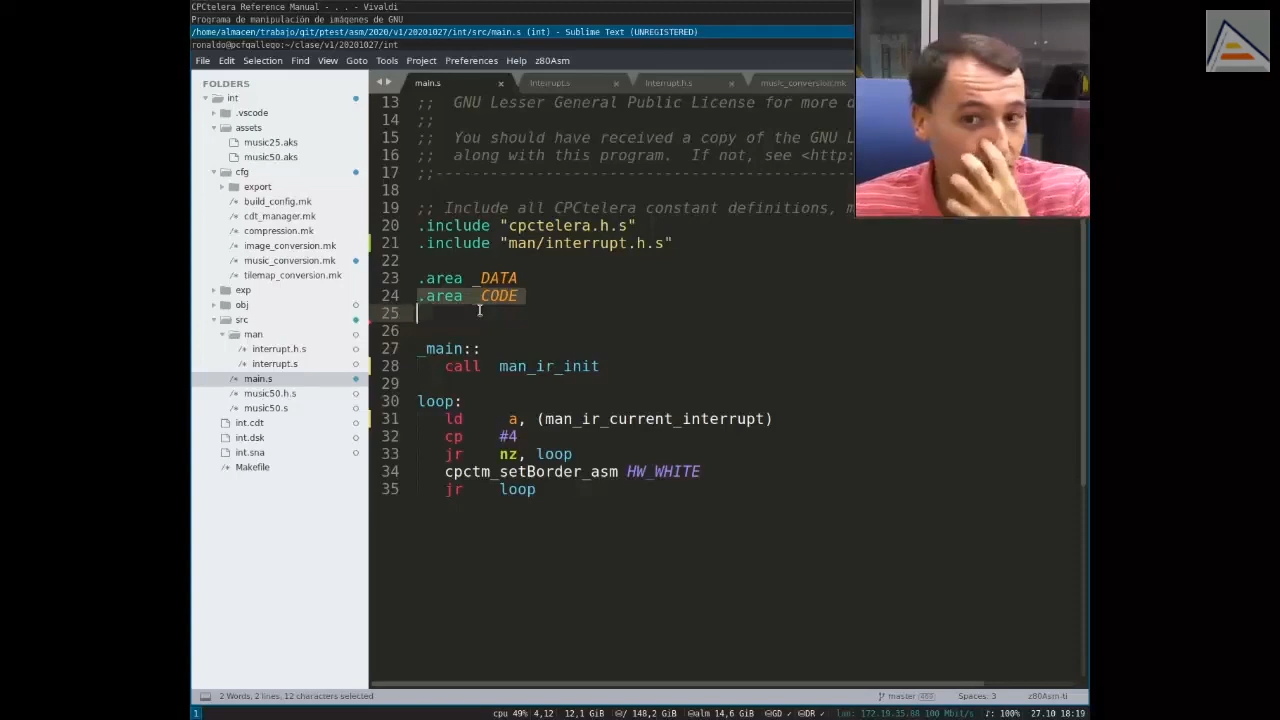 CPCtelera Reference Manual - . . - Vivaldi
Programa de manipulación de imágenes de GNU
/home/almacen/trabajo/git/ptest/asm/2020/v1/20201027/int/src/main.s (int) - Sublime Text (UNREGISTERED)
ronaldo@pcfqallego:~/clase/v1/20201027/int
File Edit Selection Find View Goto Tools Project Preferences Help z80Asm
FOLDERS
int
.vscode
assets
music25.aks
music50.aks
cfg
export
build_config.mk
cdt_manager.mk
compression.mk
image_conversion.mk
music_conversion.mk
tilemap_conversion.mk
exp
obj
src
man
interrupt.h.s
interrupt.s
main.s
music50.h.s
music50.s
int.cdt
int.dsk
int.sna
Makefile
main.s interrupt.s interrupt.h.s music_conversion.mk
13 ;; GNU Lesser General Public License for more d
14 ;;
15 ;; You should have received a copy of the GNU L
16 ;; along with this program. If not, see <http:
17 ;;------------------------------------------------
18
19 ;; Include all CPCtelera constant definitions, m
20 .include "cpctelera.h.s"
21 .include "man/interrupt.h.s"
22
23 .area _DATA
24 .area _CODE
25
26
27 _main::
28 call man_ir_init
29
30 loop:
31 ld a, (man_ir_current_interrupt)
32 cp #4
33 jr nz, loop
34 cpctm_setBorder_asm HW_WHITE
35 jr loop
2 Words, 2 lines, 12 characters selected master Spaces: 3 z80Asm-ti
1 cpu 49% 4,12 12,1 GiB / 148,2 GiB alm 14,6 GiB GD ✓ DR ✓ lan: 172.19.35.88 100 Mbit/s ♪: 100% 27.10 18:19